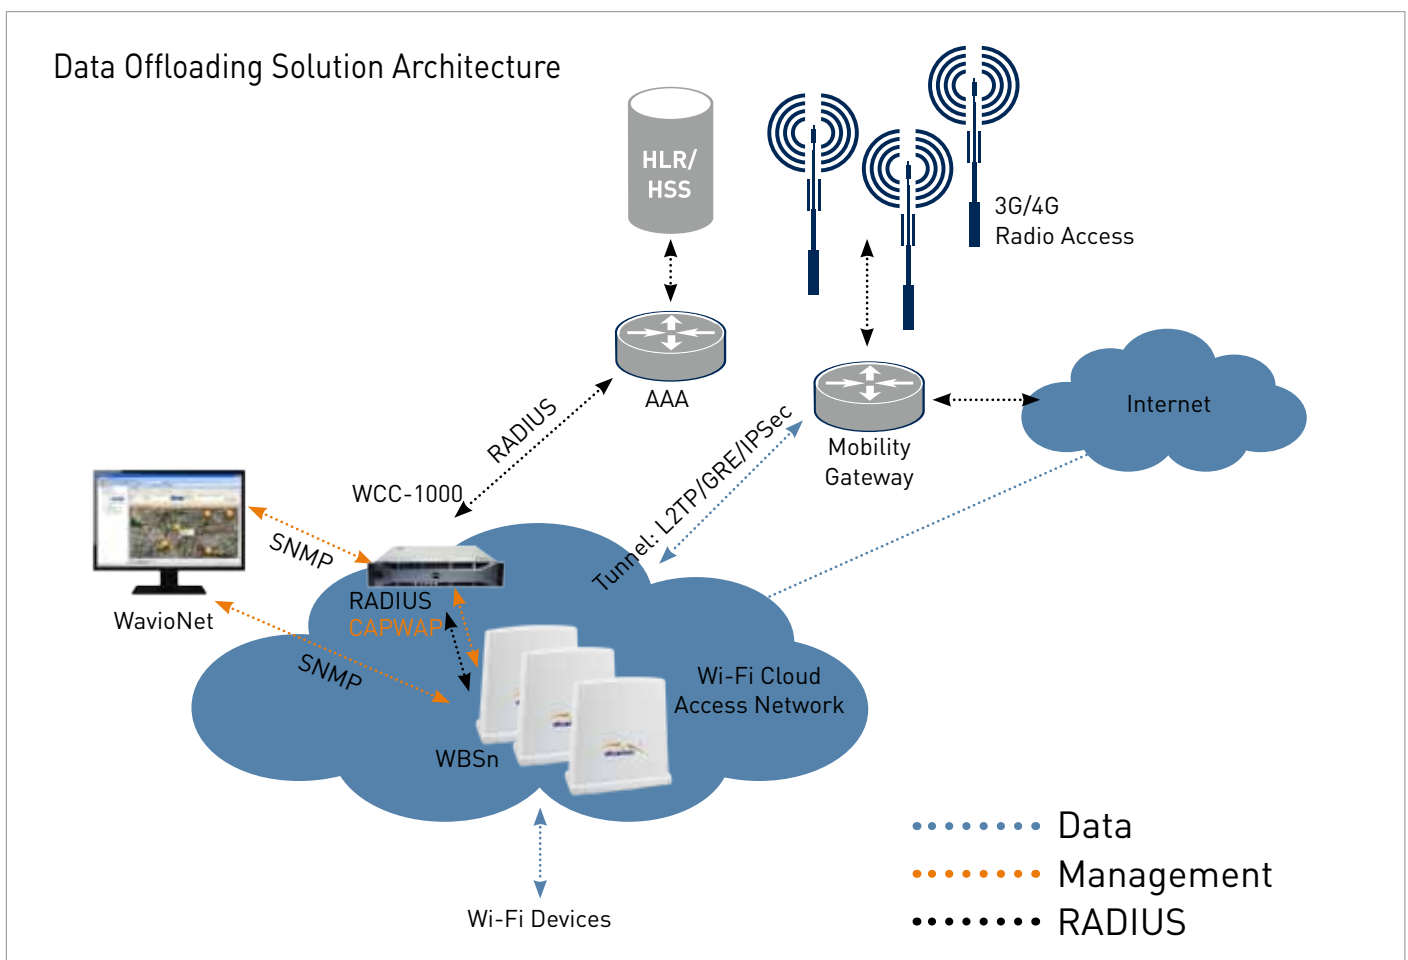 Data Offloading Solution Architecture
HLR/
HSS
3G/4G
Radio Access
AAA
RADIUS
Internet
Mobility
Gateway
Tunnel: L2TP/GRE/IPSec
WCC-1000
SNMP
WavioNet
RADIUS
CAPWAP
SNMP
Wi-Fi Cloud
Access Network
WBSn
Wi-Fi Devices
Data
Management
RADIUS